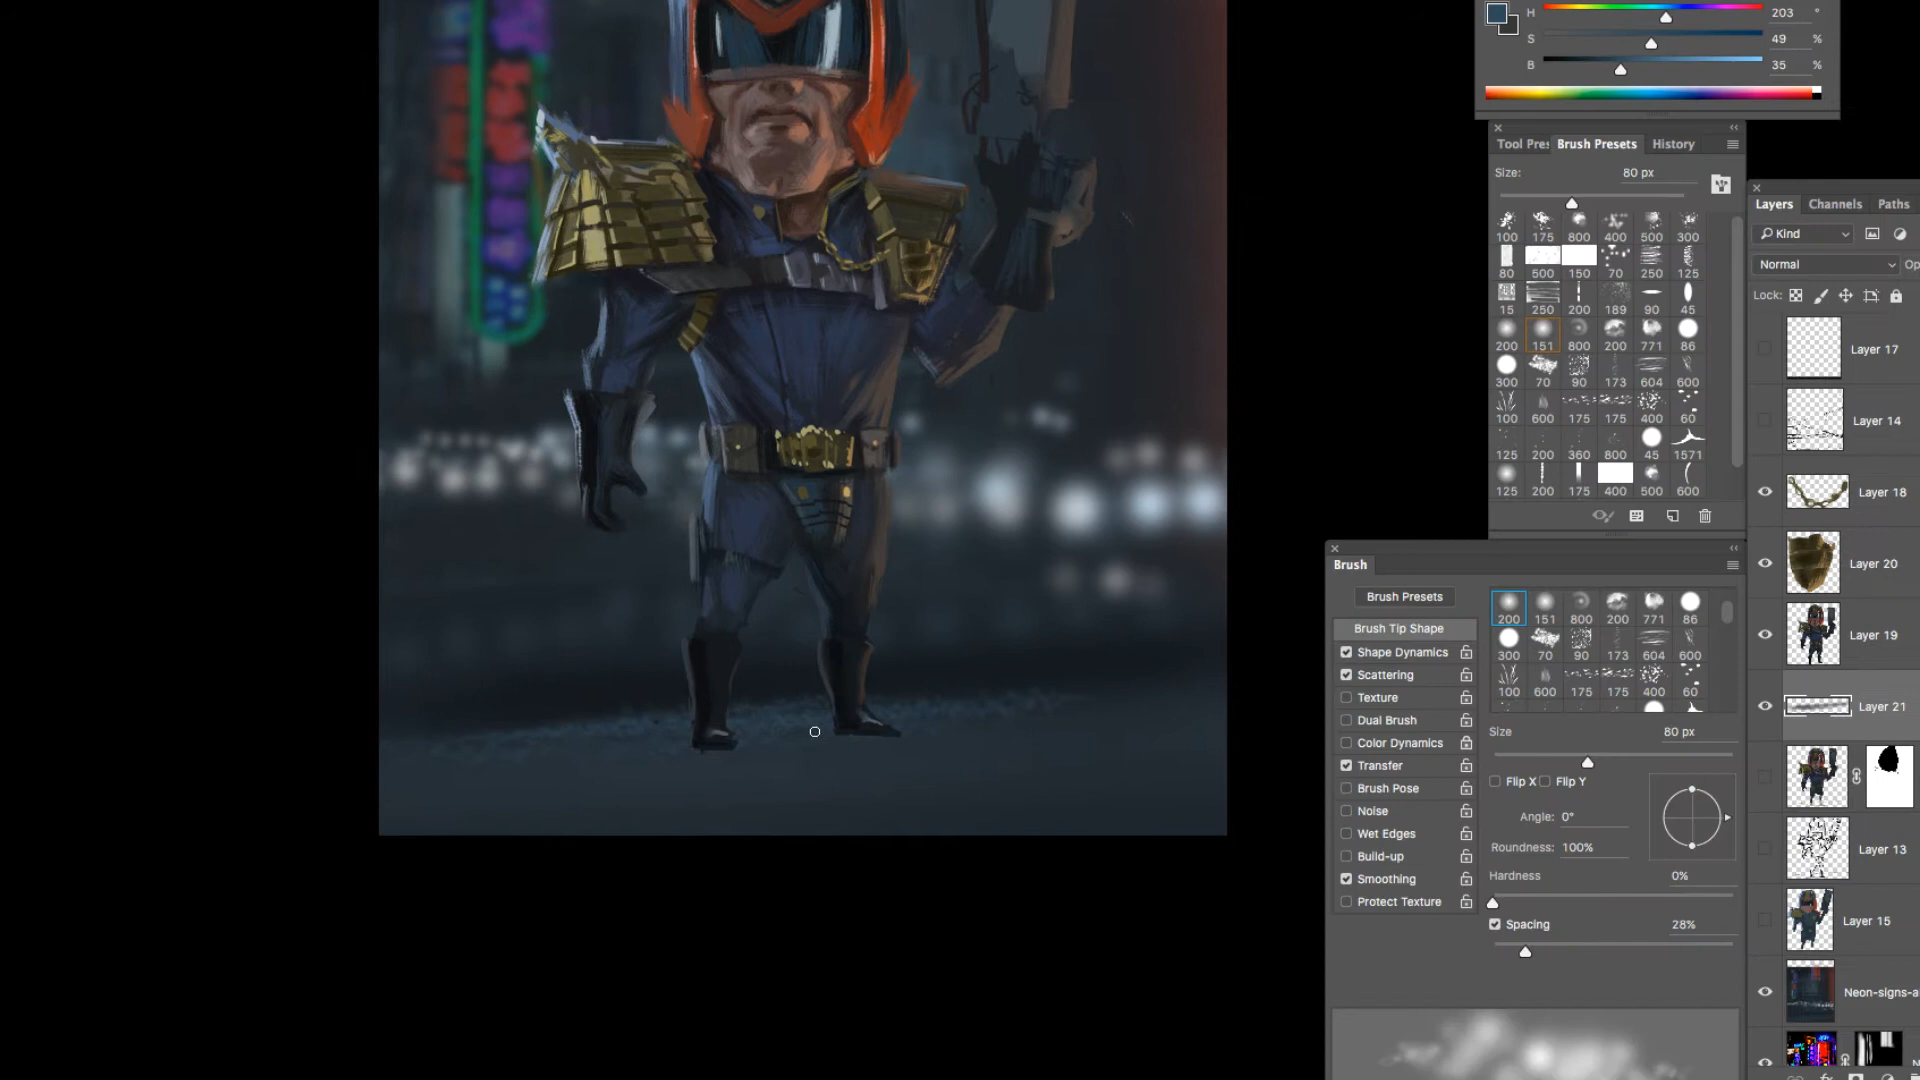 H 203 °
S 49 %
B 35 %
Tool Pres Brush Presets History
Size: 80 px
100 175 800 400 500 300
80 500 150 70 250 125
15 250 200 189 90 45
200 151 800 200 771 86
300 70 90 173 604 600
100 600 175 175 400 60
125 200 360 800 45 1571
125 200 175 400 500 600
Layers Channels Paths
Kind
Normal Op
Lock:
Layer 17
Layer 14
Layer 18
Layer 20
Layer 19
Layer 21
Layer 13
Layer 15
Neon-signs-a
Brush
Brush Presets
Brush Tip Shape
Shape Dynamics
Scattering
Texture
Dual Brush
Color Dynamics
Transfer
Brush Pose
Noise
Wet Edges
Build-up
Smoothing
Protect Texture
200 151 800 200 771 86
300 70 90 173 604 600
100 600 175 175 400 60
Size 80 px
Flip X Flip Y
Angle: 0°
Roundness: 100%
Hardness 0%
Spacing 28%